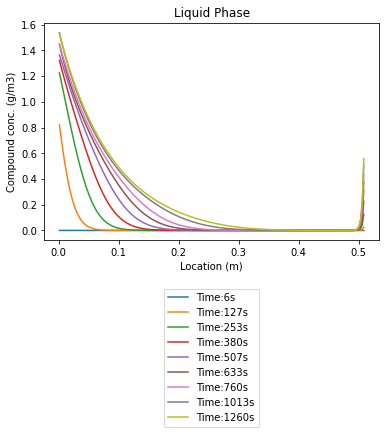 Liquid Phase
Compound conc. (g/m3)
1.6
1.4
1.2
1.0
0.8
0.6
0.4
0.2
0.0
0.0 0.1 0.2 0.3 0.4 0.5
Location (m)
Time:6s
Time:127s
Time:253s
Time:380s
Time:507s
Time:633s
Time:760s
Time:1013s
Time:1260s